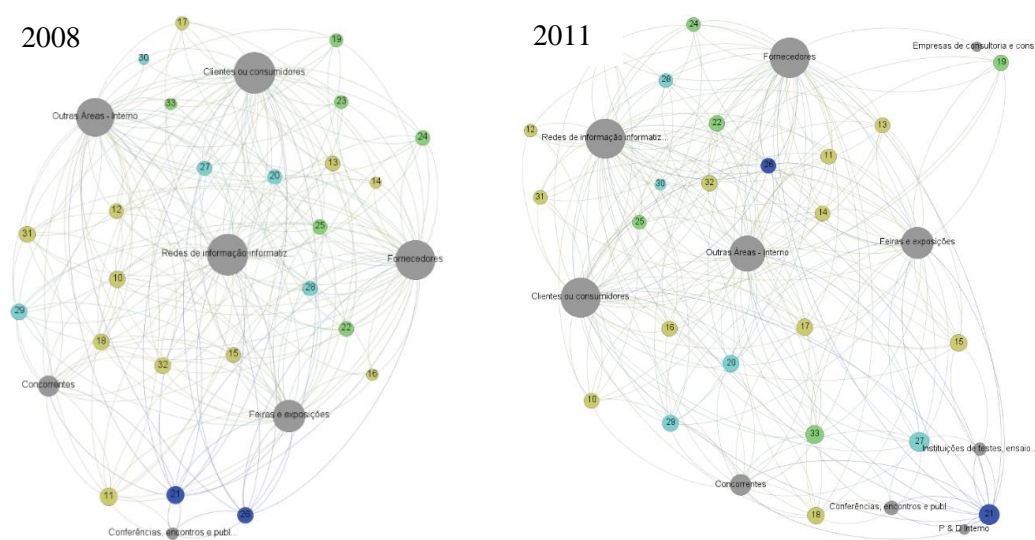 2008
17
19
30
Clientes ou consumidores
33
23
Outras Áreas - Interno
24
27
20
13
14
12
25
31
Redes de informação informatiz
Fornecedores
10
28
29
22
18
15
32
16
Concorrentes
Feiras e exposições
11
21
26
Conferências, encontros e publ...
2011
24
Empresas de consultoria e cons
Fornecedores
19
28
12
22
13
Redes de informação informatiz...
11
26
30
32
31
14
25
Feiras e exposições
Outras Áreas - Interno
Clientes ou consumidores
16
17
15
20
10
29
33
27
Instituições de testes, ensaio...
Concorrentes
Conferências, encontros e publ
18
21
P & D Interno